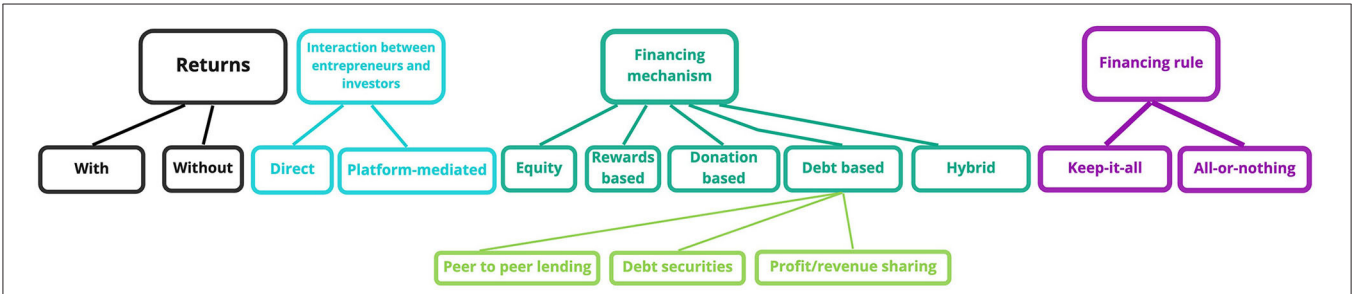 Returns
Interaction between
entrepreneurs and
investors
Financing
mechanism
Financing rule
With
Without
Direct
Platform-mediated
Equity
Rewards
based
Donation
based
Debt based
Hybrid
Keep-it-all
All-or-nothing
Peer to peer lending
Debt securities
Profit/revenue sharing